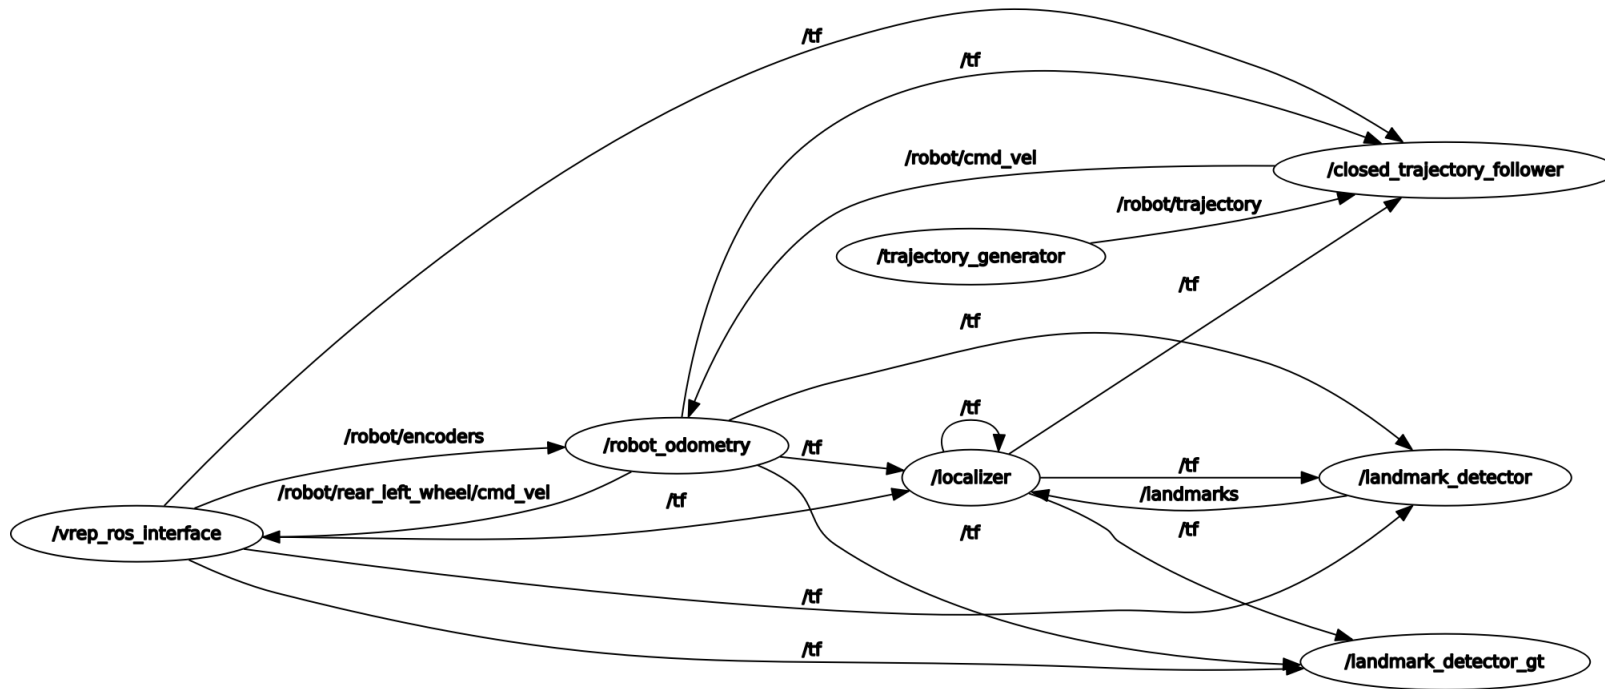 /tf
/tf
/robot/cmd_vel
/closed_trajectory_follower
/robot/trajectory
/trajectory_generator
/tf
/tf
/tf
/robot/encoders
/robot_odometry
/tf
/tf
/localizer
/landmark_detector
/robot/rear_left_wheel/cmd_vel
/tf
/landmarks
/vrep_ros_interface
/tf
/tf
/tf
/tf
/landmark_detector_gt